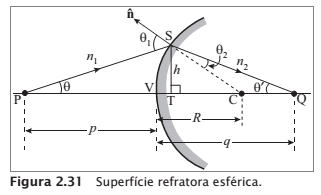 n̂
θ₁
S
θ₂
n₁
h
n₂
P
θ
V
T
C
θ′
Q
R
p
q
Figura 2.31 Superfície refratora esférica.